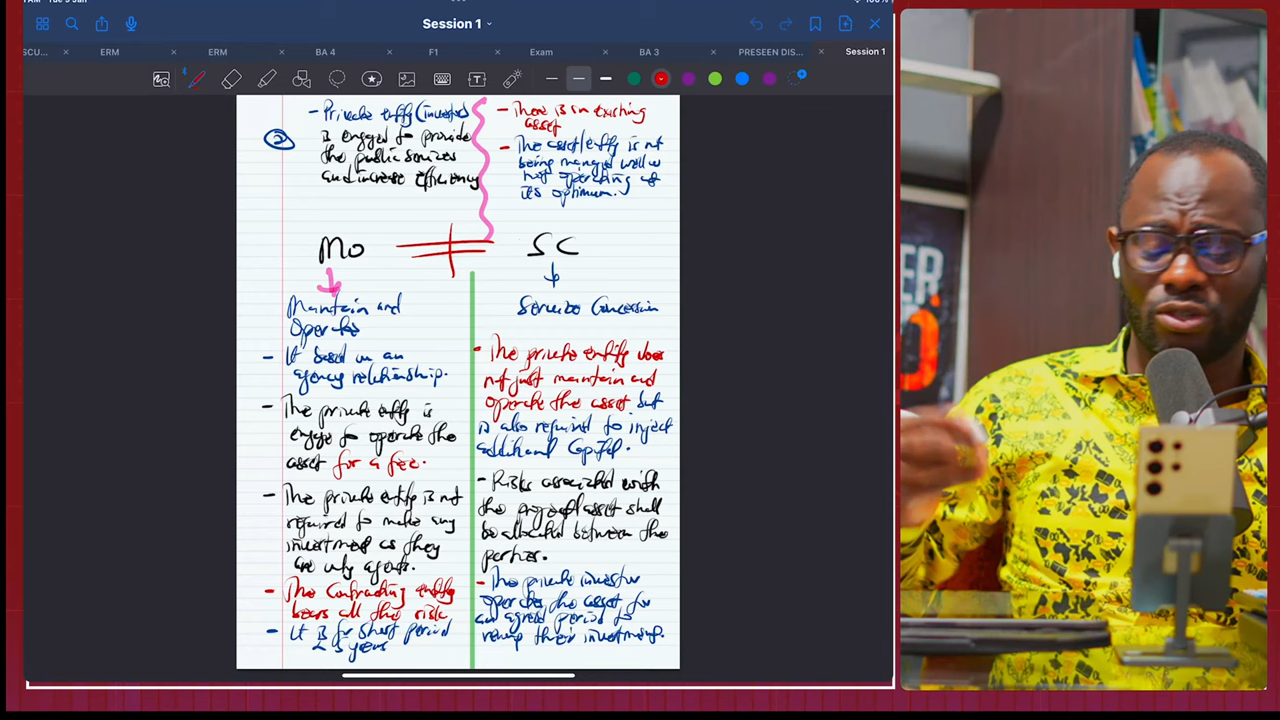 Tue 9 Jan
Session 1
SCU...
ERM
ERM
BA 4
F1
Exam
BA 3
PRESEEN DIS...
Session 1
- Private entity (investor)
is engaged to provide
the public services
and increase efficiency
2
- There is an existing
asset
- The asset/entity is not
being managed well or
not operating at
its optimum.
MO
SC
Maintain and
Operate
- It based on an
agency relationship.
- The private entity is
engage to operate the
asset for a fee.
- The private entity is not
required to make any
investment as they
are only agents.
- The Contracting entity
bears all the risk
- It is for short period
< 5 years
Service Concession
- The private entity does
not just maintain and
operate the asset but
is also required to inject
additional Capital.
- Risks associated with
the project/asset shall
be allocated between the
parties.
- The private investor
operates the asset for
an agreed period to
recoup their investment.